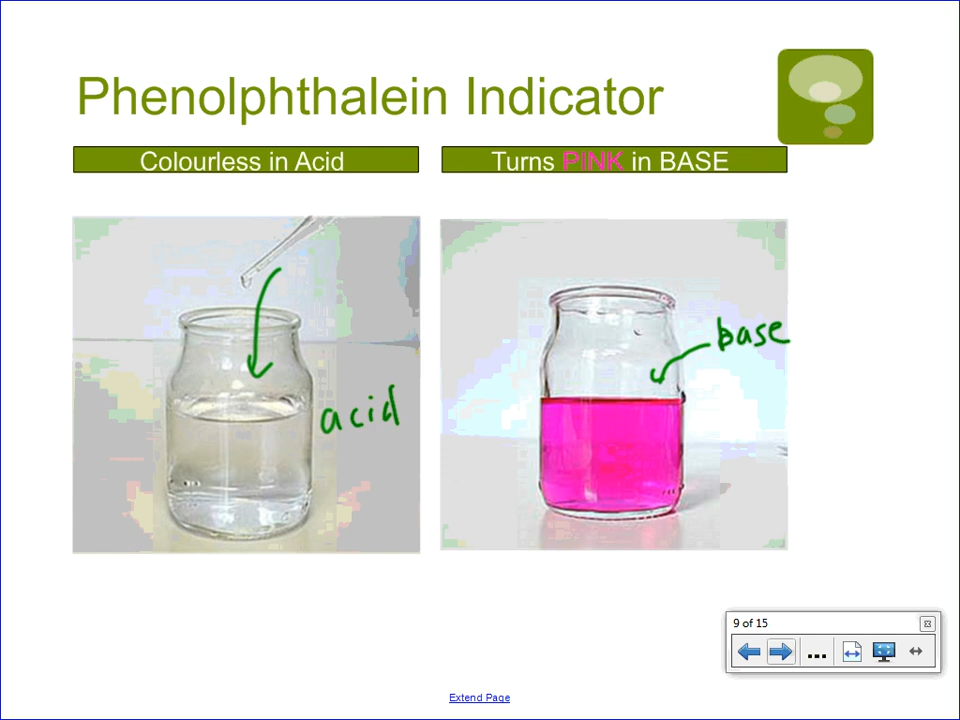 Phenolphthalein Indicator
Colourless in Acid
Turns PINK in BASE
acid
base
9 of 15
...
Extend Page